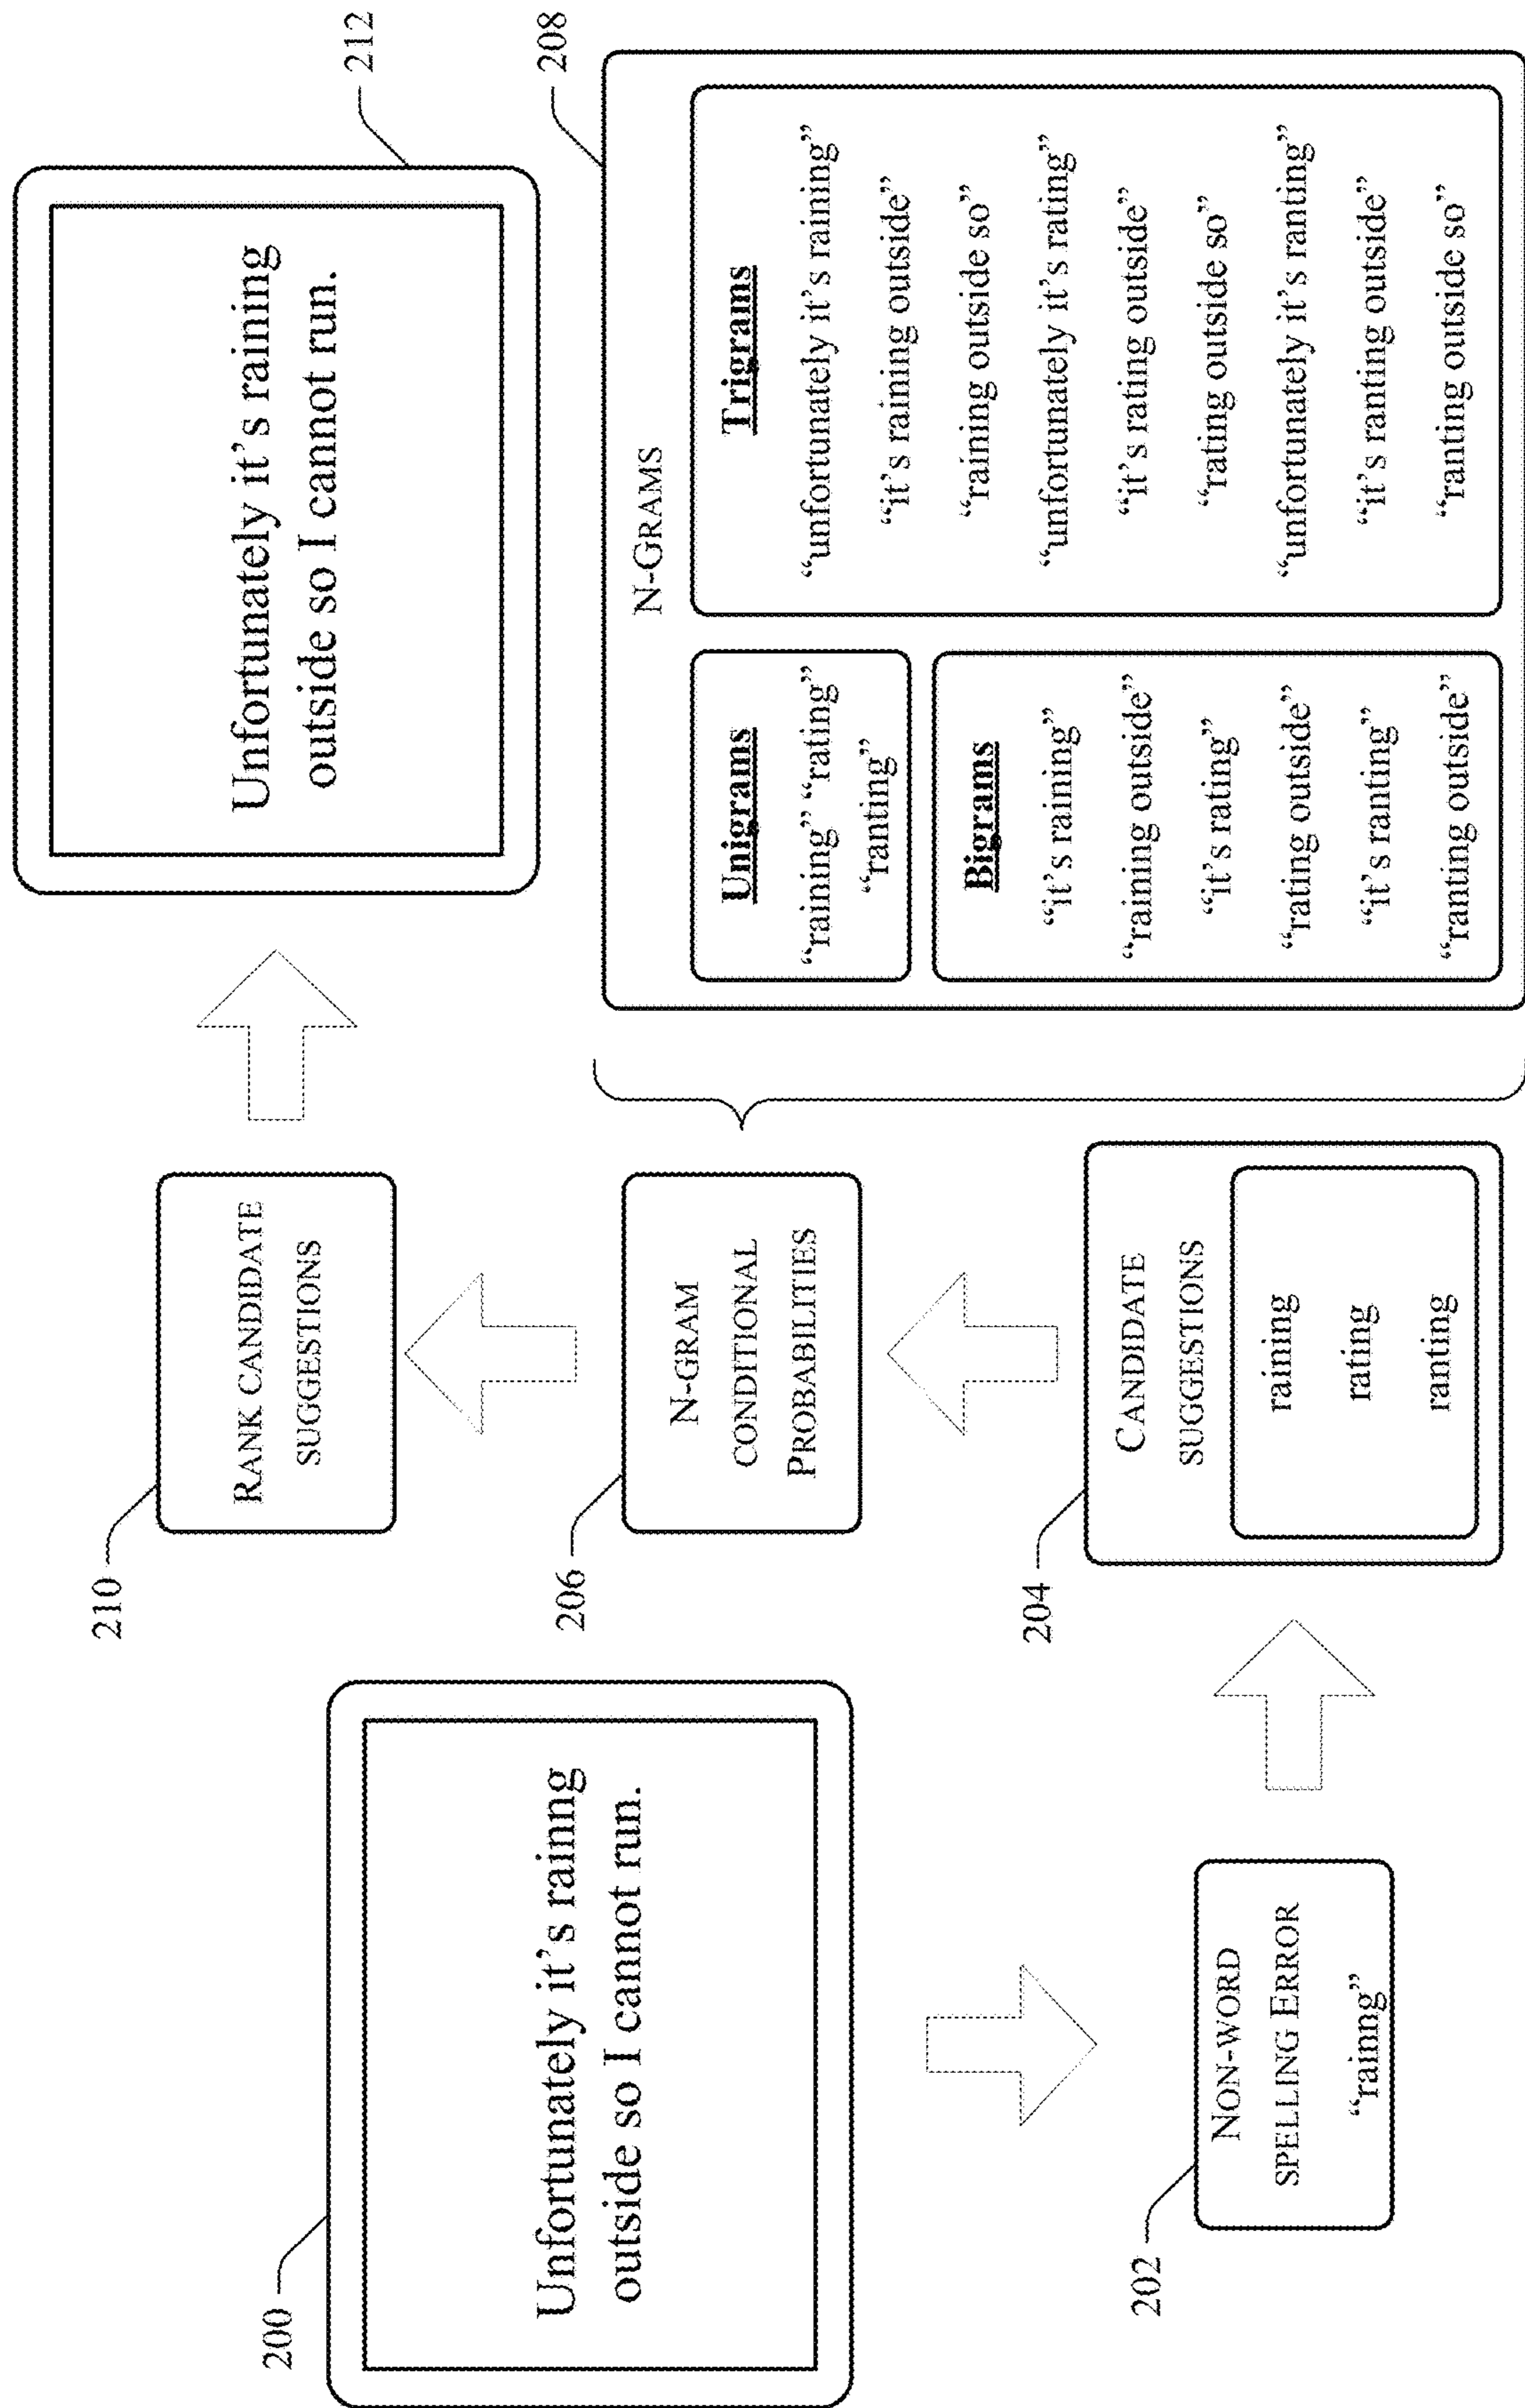 200
Unfortunately it’s rainng
outside so I cannot run.
202
NON-WORD
SPELLING ERROR
“rainng”
204
CANDIDATE
SUGGESTIONS
raining
rating
ranting
206
N-GRAM
CONDITIONAL
PROBABILITIES
208
N-GRAMS
Unigrams
“raining” “rating”
“ranting”
Bigrams
“it’s raining”
“raining outside”
“it’s rating”
“rating outside”
“it’s ranting”
“ranting outside”
Trigrams
“unfortunately it’s raining”
“it’s raining outside”
“raining outside so”
“unfortunately it’s rating”
“it’s rating outside”
“rating outside so”
“unfortunately it’s ranting”
“it’s ranting outside”
“ranting outside so”
210
RANK CANDIDATE
SUGGESTIONS
212
Unfortunately it’s raining
outside so I cannot run.